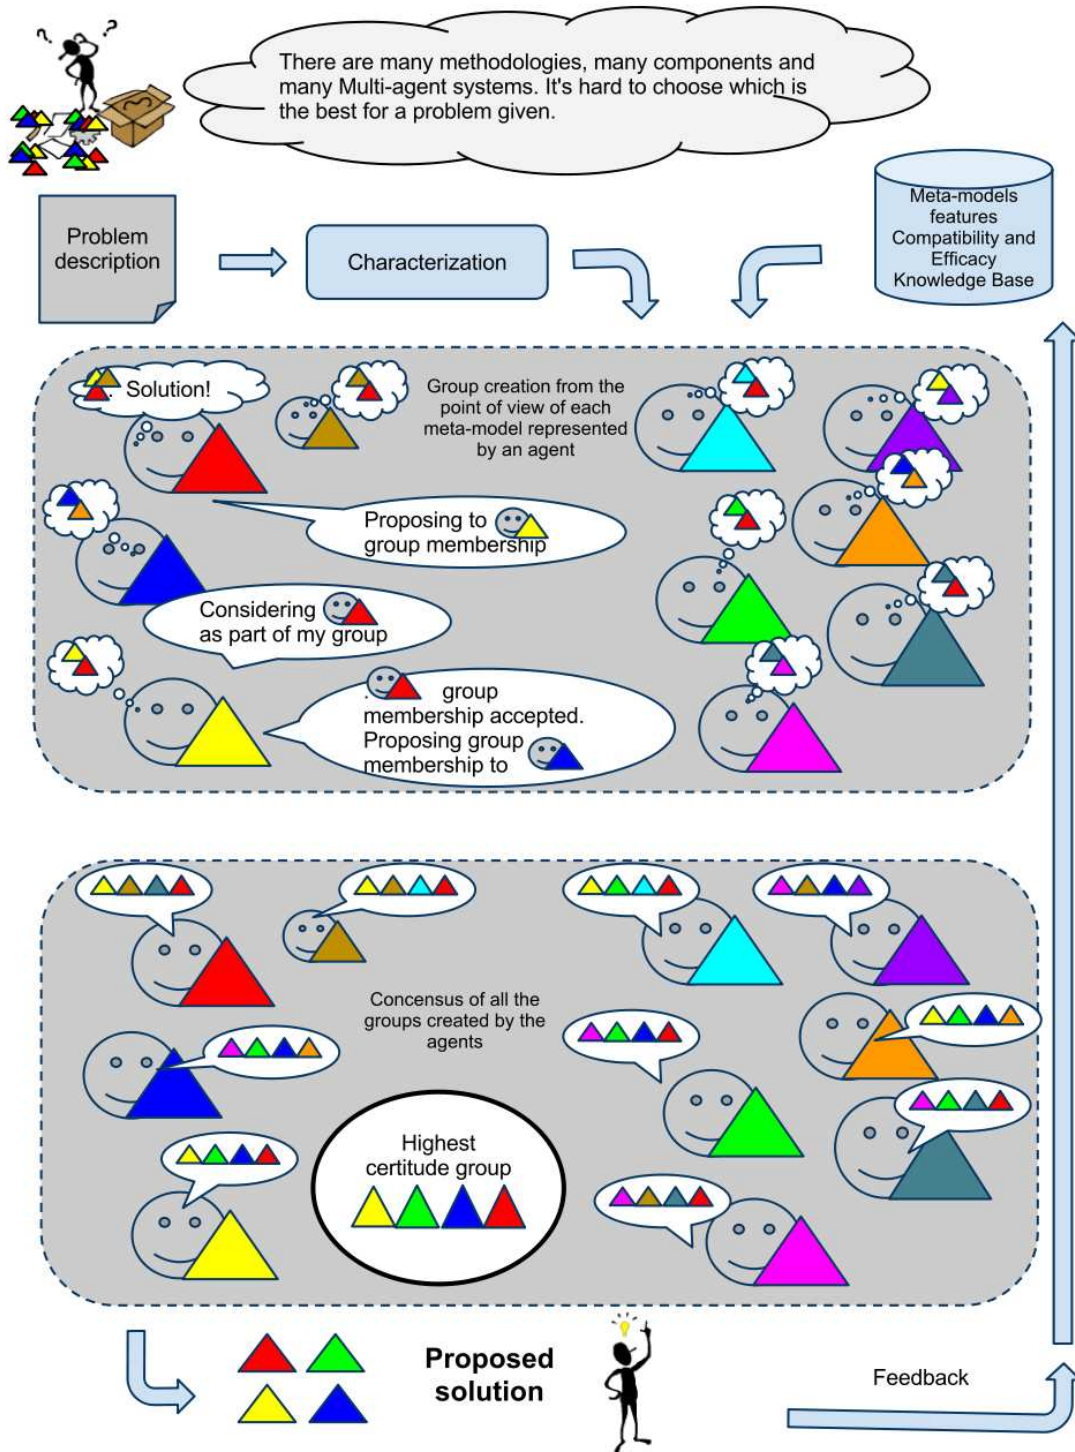 There are many methodologies, many components and
many Multi-agent systems. It's hard to choose which is
the best for a problem given.
Problem
description
Characterization
Meta-models
features
Compatibility and
Efficacy
Knowledge Base
Solution!
Group creation from the
point of view of each
meta-model represented
by an agent
Proposing to
group membership
Considering
as part of my group
group
membership accepted.
Proposing group
membership to
Concensus of all the
groups created by the
agents
Highest
certitude group
Proposed
solution
Feedback